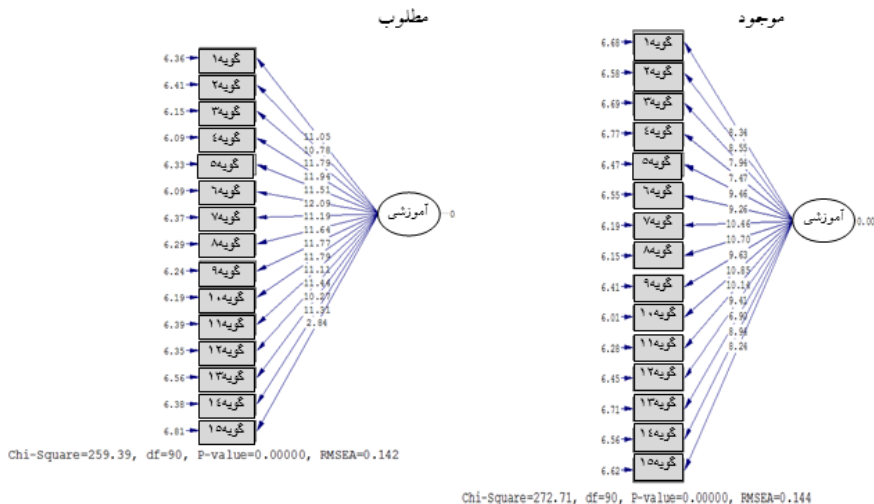 مطلوب
موجود
6.36 گویه۱
6.41 گویه۲
6.15 گویه۳
6.09 گویه٤
6.33 گویه٥
6.09 گویه٦
6.37 گویه۷
6.29 گویه۸
6.24 گویه۹
6.19 گویه۱۰
6.39 گویه۱۱
6.35 گویه۱۲
6.56 گویه۱۳
6.38 گویه۱٤
6.81 گویه۱٥
11.05
10.78
11.79
11.94
11.51
12.09
11.19
11.64
11.77
11.79
11.11
11.44
10.27
11.31
2.84
آموزشی
0
Chi-Square=259.39, df=90, P-value=0.00000, RMSEA=0.142
6.68 گویه۱
6.58 گویه۲
6.69 گویه۳
6.77 گویه٤
6.47 گویه٥
6.55 گویه٦
6.19 گویه۷
6.15 گویه۸
6.41 گویه۹
6.01 گویه۱۰
6.28 گویه۱۱
6.45 گویه۱۲
6.71 گویه۱۳
6.56 گویه۱٤
6.62 گویه۱٥
8.36
8.55
7.94
7.47
9.46
9.26
10.46
10.70
9.63
10.85
10.14
9.41
6.90
8.94
8.24
آموزشی
0.00
Chi-Square=272.71, df=90, P-value=0.00000, RMSEA=0.144